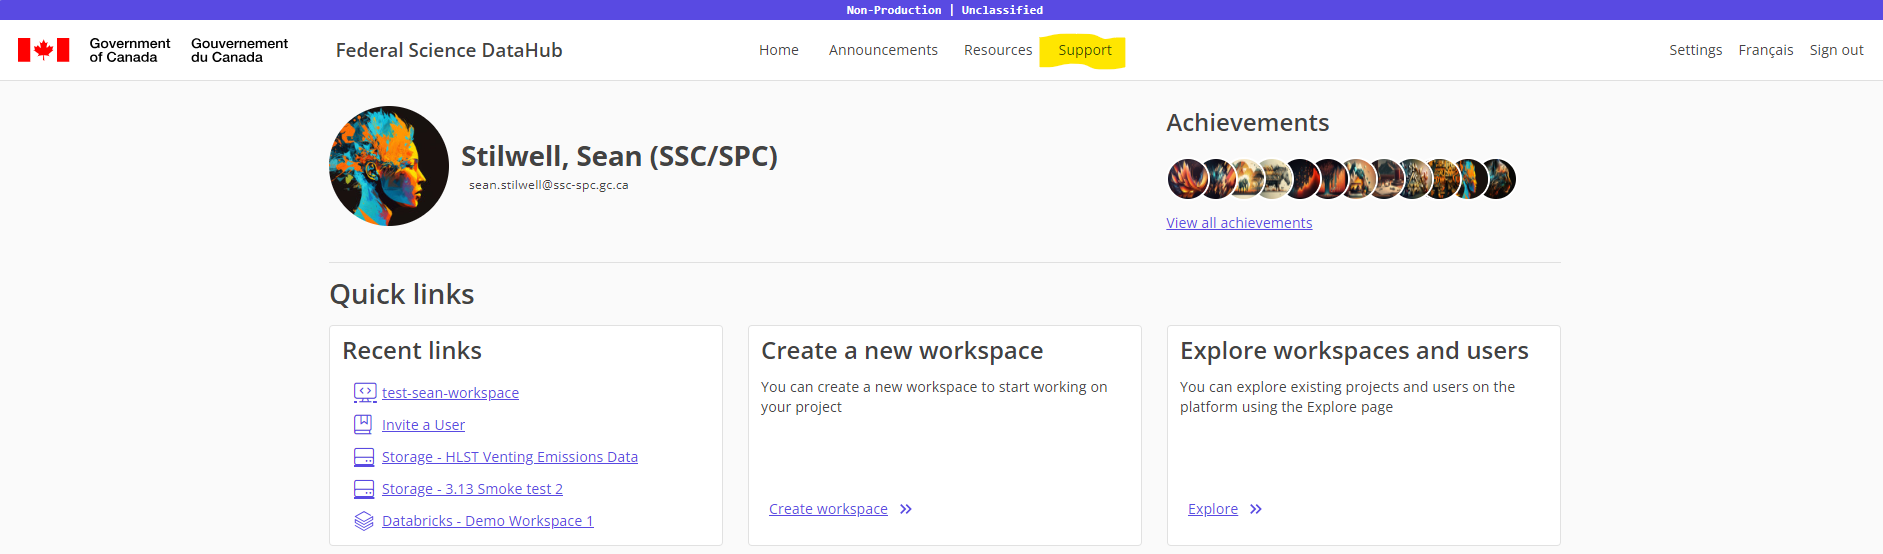 Non-Production | Unclassified
Government of Canada
Gouvernement du Canada
Federal Science DataHub
Home Announcements Resources Support
Settings Français Sign out
Stilwell, Sean (SSC/SPC)
sean.stilwell@ssc-spc.gc.ca
Achievements
View all achievements
Quick links
Recent links
test-sean-workspace
Invite a User
Storage - HLST Venting Emissions Data
Storage - 3.13 Smoke test 2
Databricks - Demo Workspace 1
Create a new workspace
You can create a new workspace to start working on
your project
Create workspace
Explore workspaces and users
You can explore existing projects and users on the
platform using the Explore page
Explore